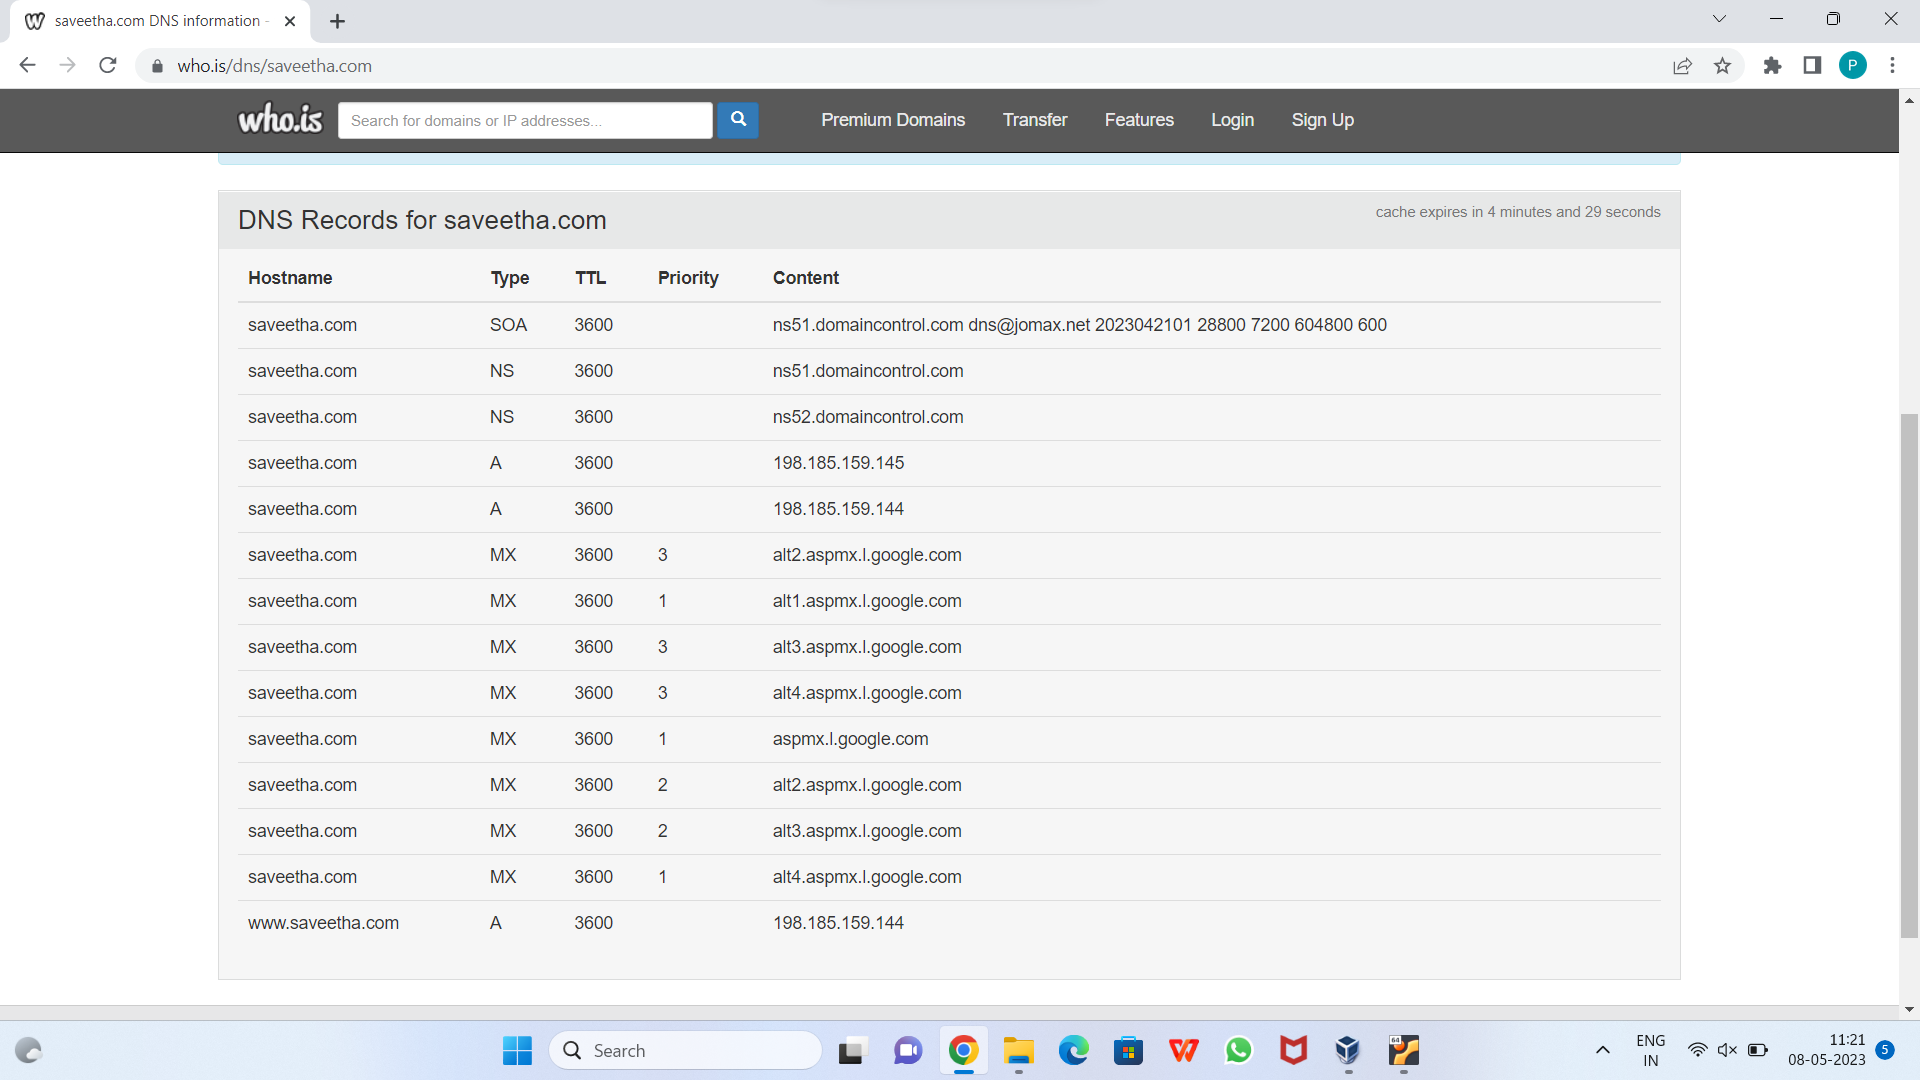 saveetha.com DNS information -
who.is/dns/saveetha.com
P
who.is
Search for domains or IP addresses...
Premium Domains Transfer Features Login Sign Up
DNS Records for saveetha.com
cache expires in 4 minutes and 29 seconds
Hostname Type TTL Priority Content
saveetha.com SOA 3600 ns51.domaincontrol.com dns@jomax.net 2023042101 28800 7200 604800 600
saveetha.com NS 3600 ns51.domaincontrol.com
saveetha.com NS 3600 ns52.domaincontrol.com
saveetha.com A 3600 198.185.159.145
saveetha.com A 3600 198.185.159.144
saveetha.com MX 3600 3 alt2.aspmx.l.google.com
saveetha.com MX 3600 1 alt1.aspmx.l.google.com
saveetha.com MX 3600 3 alt3.aspmx.l.google.com
saveetha.com MX 3600 3 alt4.aspmx.l.google.com
saveetha.com MX 3600 1 aspmx.l.google.com
saveetha.com MX 3600 2 alt2.aspmx.l.google.com
saveetha.com MX 3600 2 alt3.aspmx.l.google.com
saveetha.com MX 3600 1 alt4.aspmx.l.google.com
www.saveetha.com A 3600 198.185.159.144
Search
64
ENG
IN
11:21
08-05-2023
5